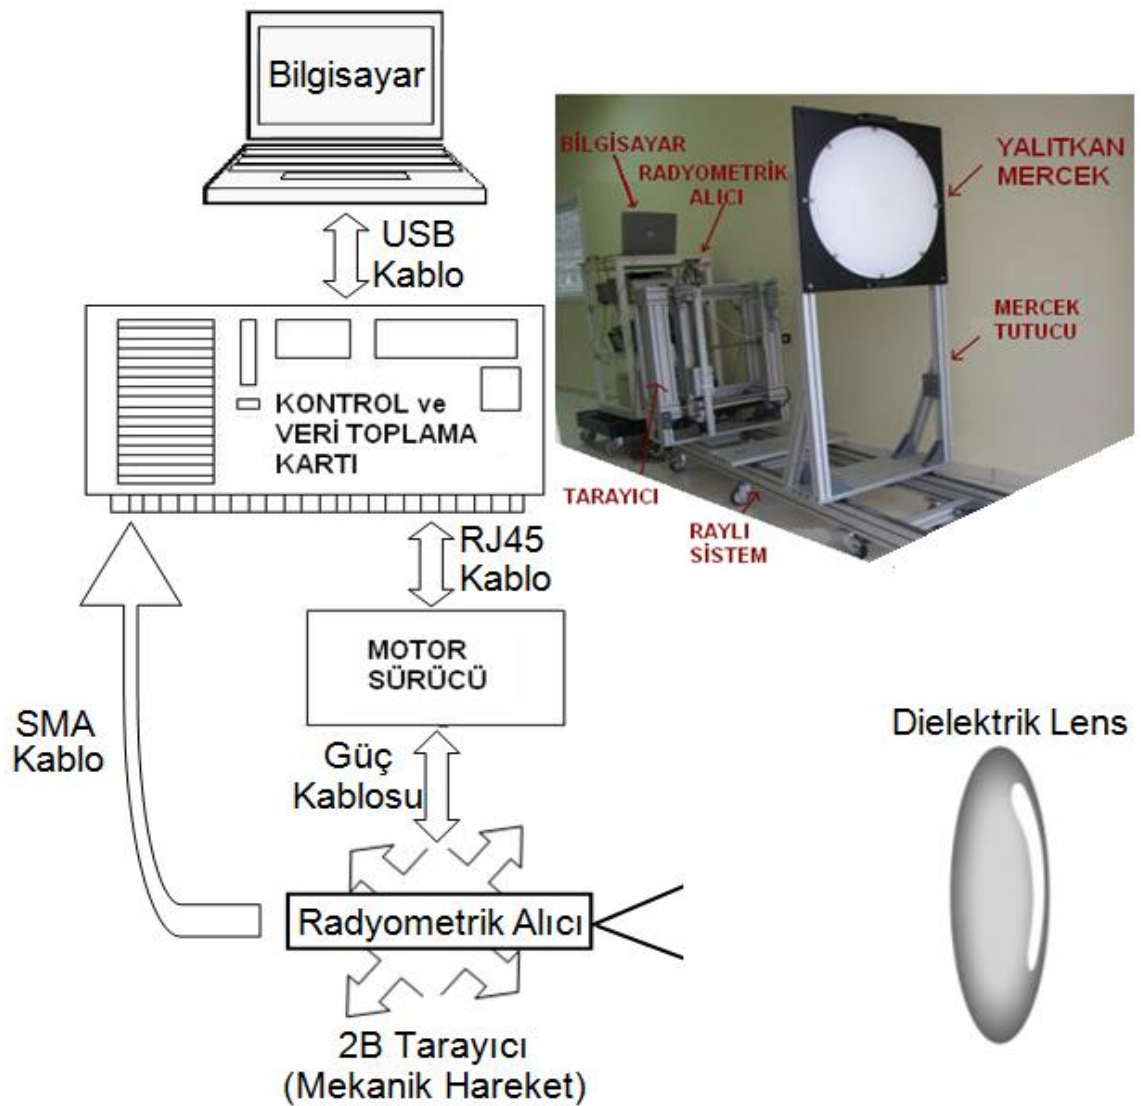 Bilgisayar
USB
Kablo
KONTROL ve
VERİ TOPLAMA
KARTI
RJ45
Kablo
MOTOR
SÜRÜCÜ
SMA
Kablo
Güç
Kablosu
Radyometrik Alıcı
2B Tarayıcı
(Mekanik Hareket)
Dielektrik Lens
BİLGİSAYAR
RADYOMETRİK
ALICI
YALITKAN
MERCEK
MERCEK
TUTUCU
TARAYICI
RAYLI
SİSTEM